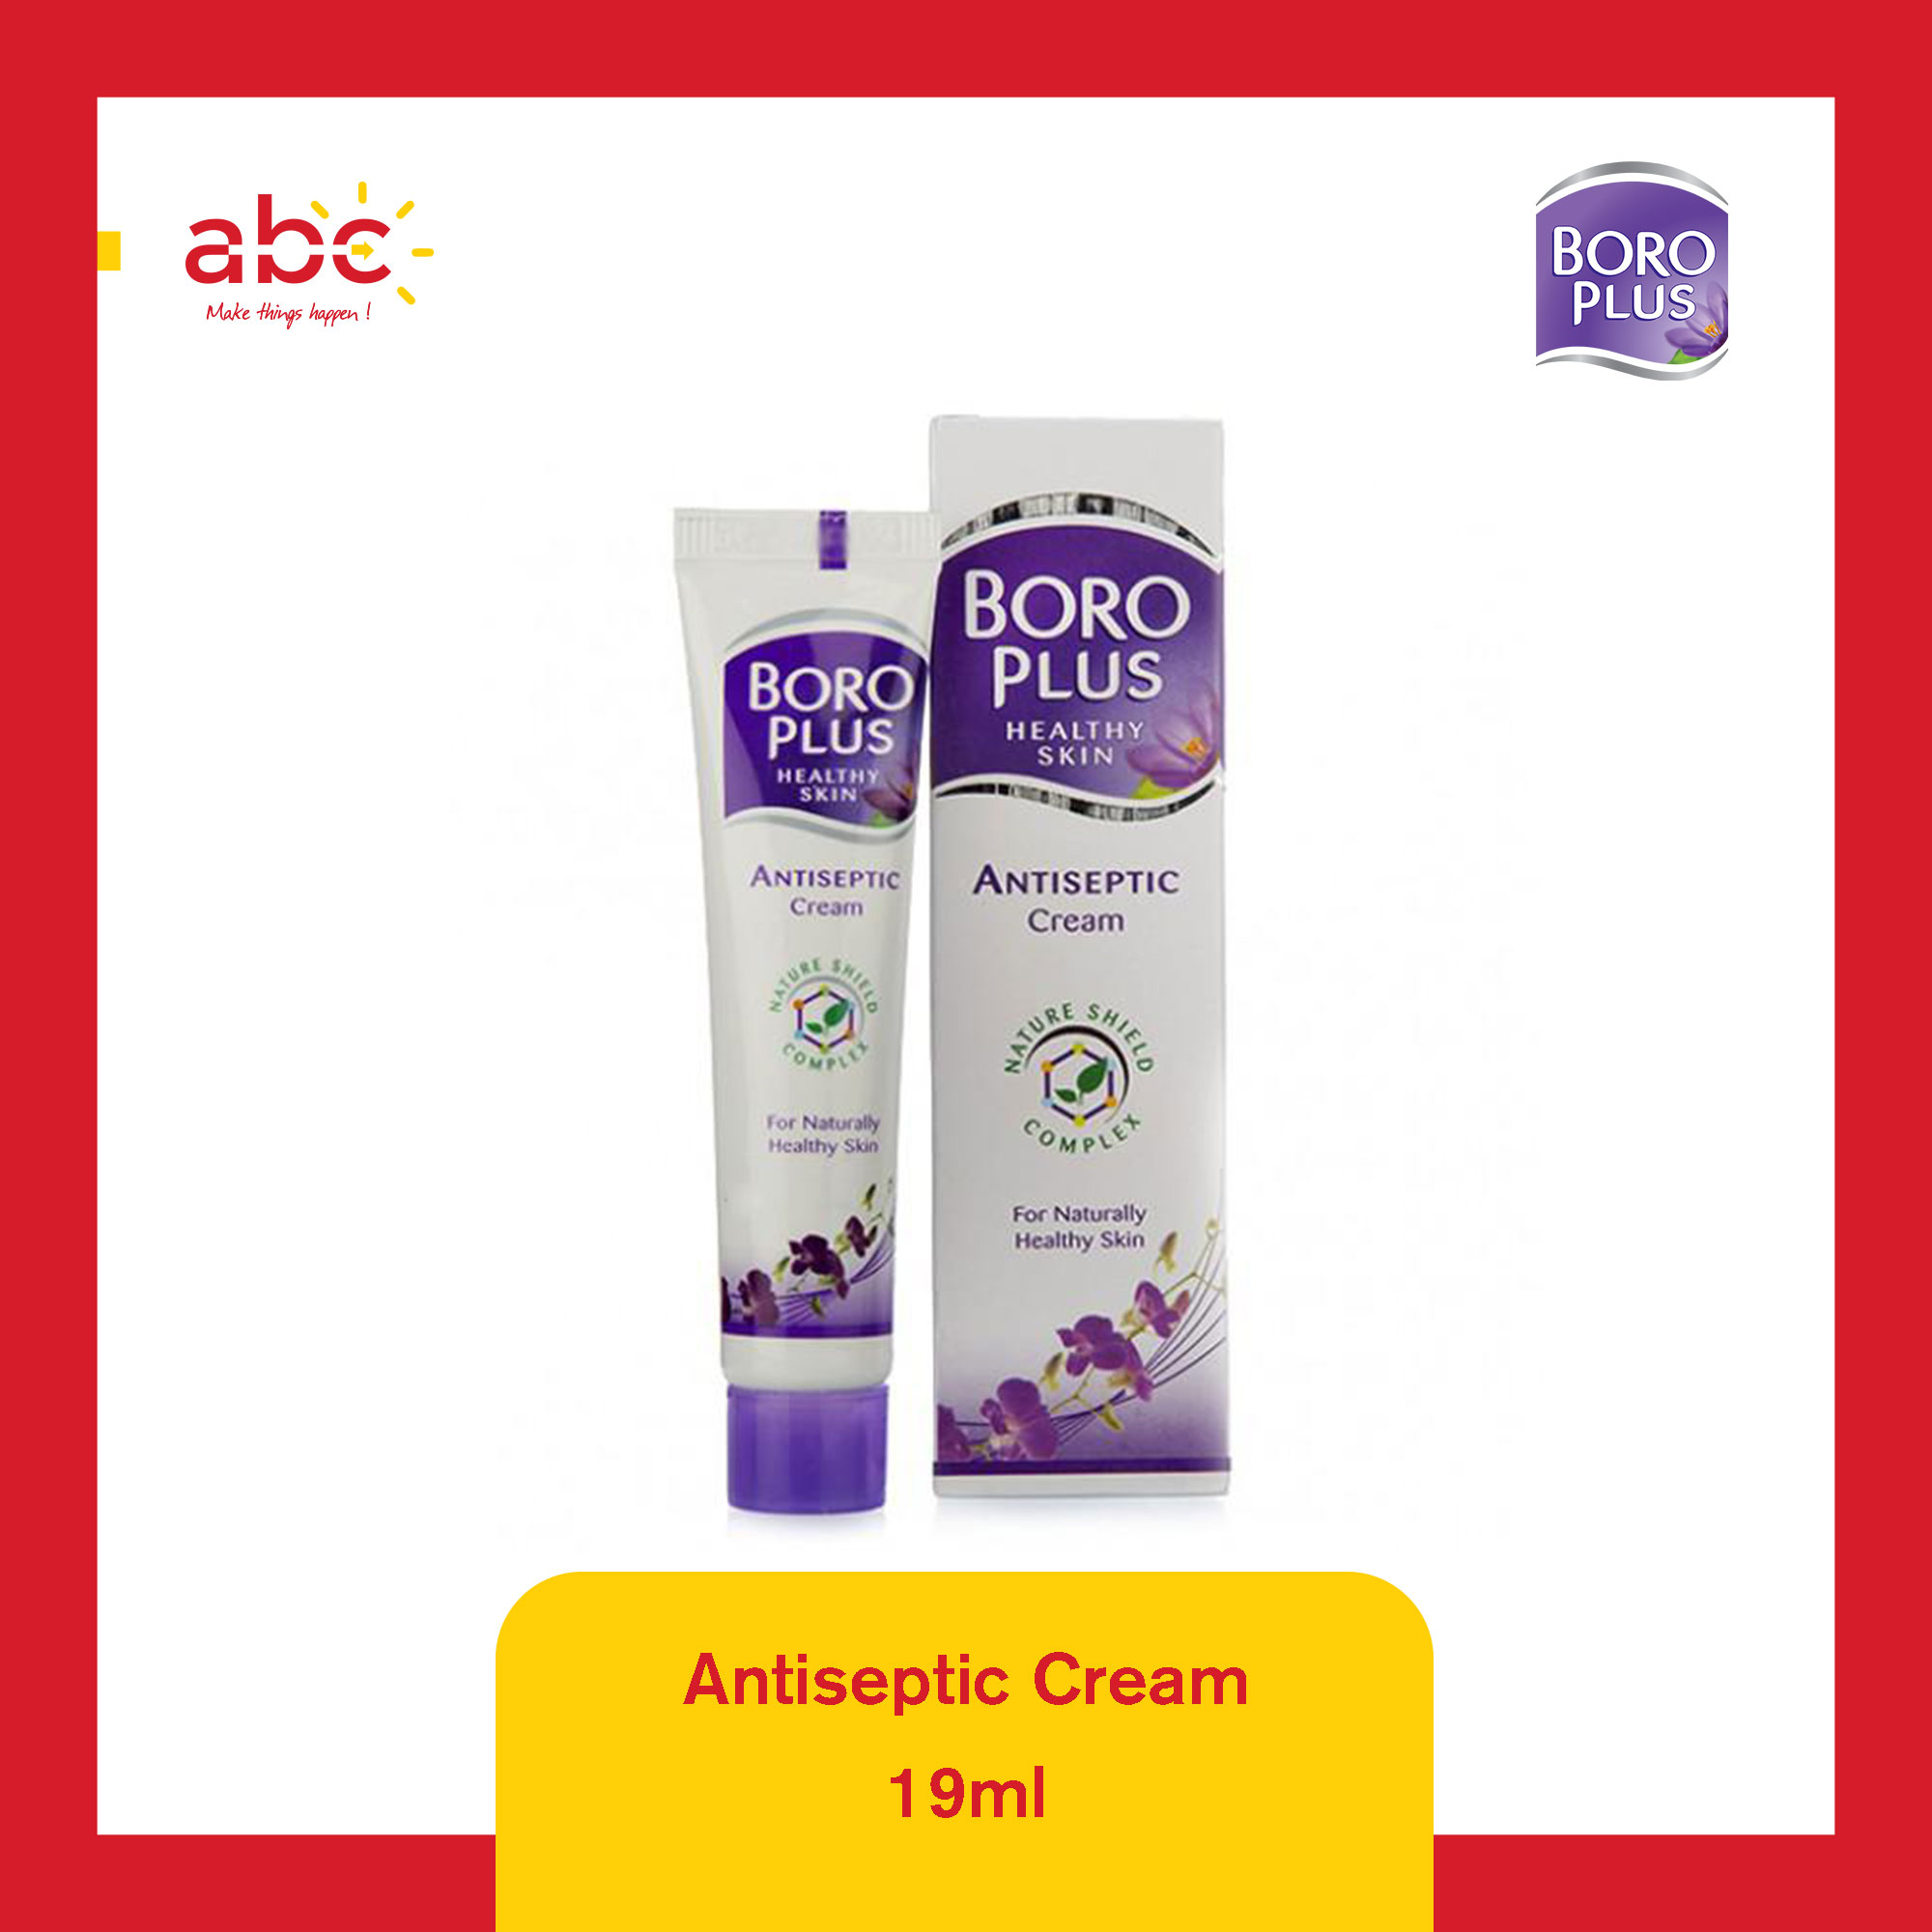 abc
Make things happen !
BORO
PLUS
BORO
PLUS
HEALTHY
SKIN
ANTISEPTIC
Cream
NATURE SHIELD
COMPLEX
For Naturally
Healthy Skin
BORO
PLUS
HEALTHY
SKIN
ANTISEPTIC
Cream
NATURE SHIELD
COMPLEX
For Naturally
Healthy Skin
Antiseptic Cream
19ml